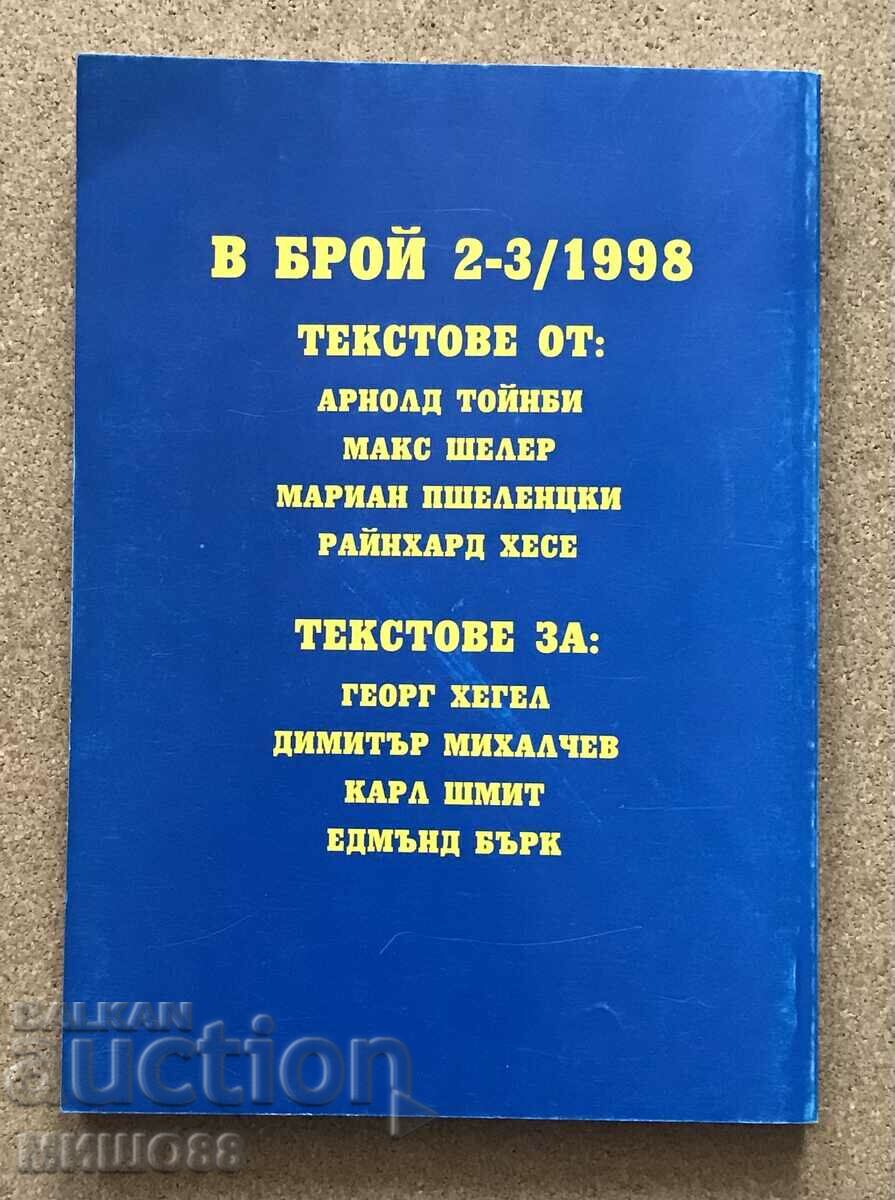 В БРОЙ 2-3/1998
ТЕКСТОВЕ ОТ:
АРНОЛД ТОЙНБИ
МАКС ШЕЛЕР
МАРИАН ПШЕЛЕНЦКИ
РАЙНХАРД ХЕСЕ
ТЕКСТОВЕ ЗА:
ГЕОРГ ХЕГЕЛ
ДИМИТЪР МИХАЛЧЕВ
КАРЛ ШМИТ
ЕДМЪНД БЪРК
BALKAN
auction
МИШО88